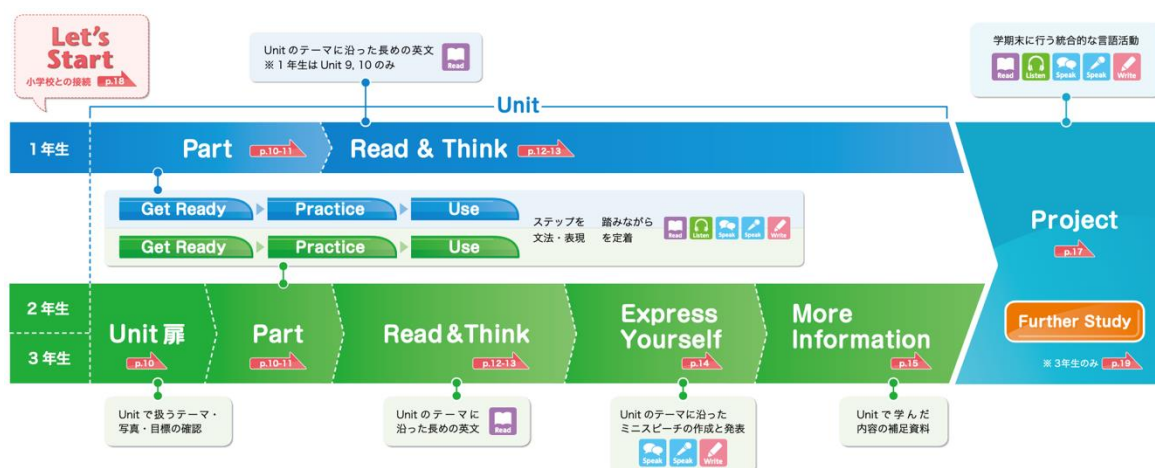 Let's
Start
小学校との接続 p.18
Unit のテーマに沿った長めの英文
※ 1 年生は Unit 9, 10 のみ
Read
学期末に行う統合的な言語活動
Read Listen Speak Speak Write
Unit
1 年生
Part p.10-11
Read & Think p.12-13
Get Ready Practice Use
Get Ready Practice Use
ステップを 踏みながら
文法・表現 を定着
Read Listen Speak Speak Write
Project
p.17
Further Study
※ 3年生のみ p.19
2 年生
3 年生
Unit 扉
p.10
Part
p.10-11
Read &Think
p.12-13
Express
Yourself
p.14
More
Information
p.15
Unit で扱うテーマ・
写真・目標の確認
Unit のテーマに
沿った長めの英文
Read
Unit のテーマに沿った
ミニスピーチの作成と発表
Speak Speak Write
Unit で学んだ
内容の補足資料